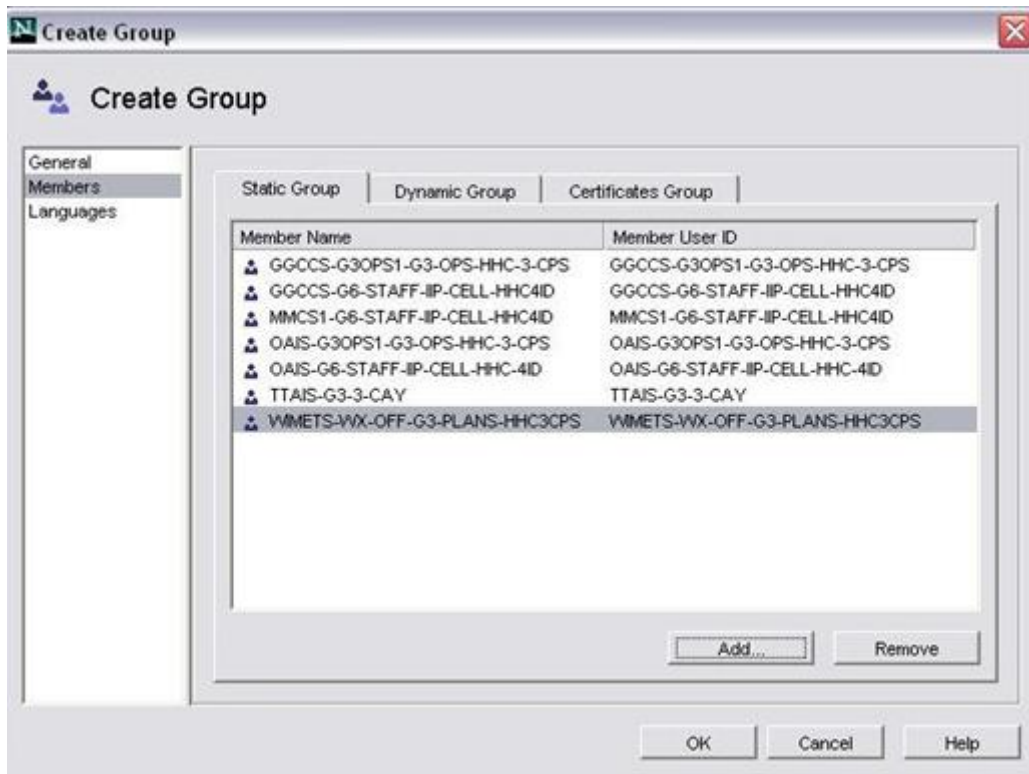 Create Group
Create Group
General
Members
Languages
Static Group Dynamic Group Certificates Group
Member Name Member User ID
GGCCS-G3OPS1-G3-OPS-HHC-3-CPS GGCCS-G3OPS1-G3-OPS-HHC-3-CPS
GGCCS-G6-STAFF-IIP-CELL-HHC4ID GGCCS-G6-STAFF-IIP-CELL-HHC4ID
MMCS1-G6-STAFF-IIP-CELL-HHC4ID MMCS1-G6-STAFF-IIP-CELL-HHC4ID
OAIS-G3OPS1-G3-OPS-HHC-3-CPS OAIS-G3OPS1-G3-OPS-HHC-3-CPS
OAIS-G6-STAFF-IIP-CELL-HHC-4ID OAIS-G6-STAFF-IIP-CELL-HHC-4ID
TTAIS-G3-3-CAY TTAIS-G3-3-CAY
WIMETS-WX-OFF-G3-PLANS-HHC3CPS WIMETS-WX-OFF-G3-PLANS-HHC3CPS
Add... Remove
OK Cancel Help